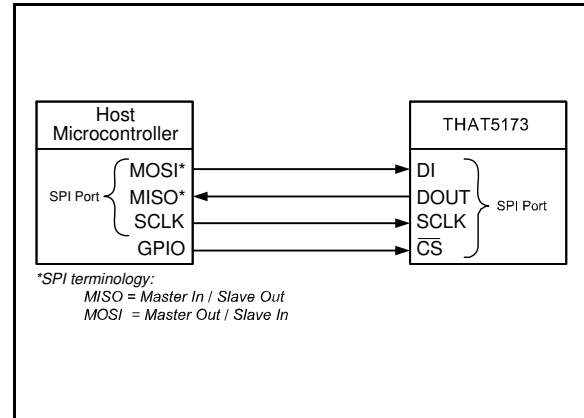 Host
Microcontroller
THAT5173
SPI Port
MOSI*
MISO*
SCLK
GPIO
DI
DOUT
SCLK
CS
SPI Port
*SPI terminology:
MISO = Master In / Slave Out
MOSI = Master Out / Slave In